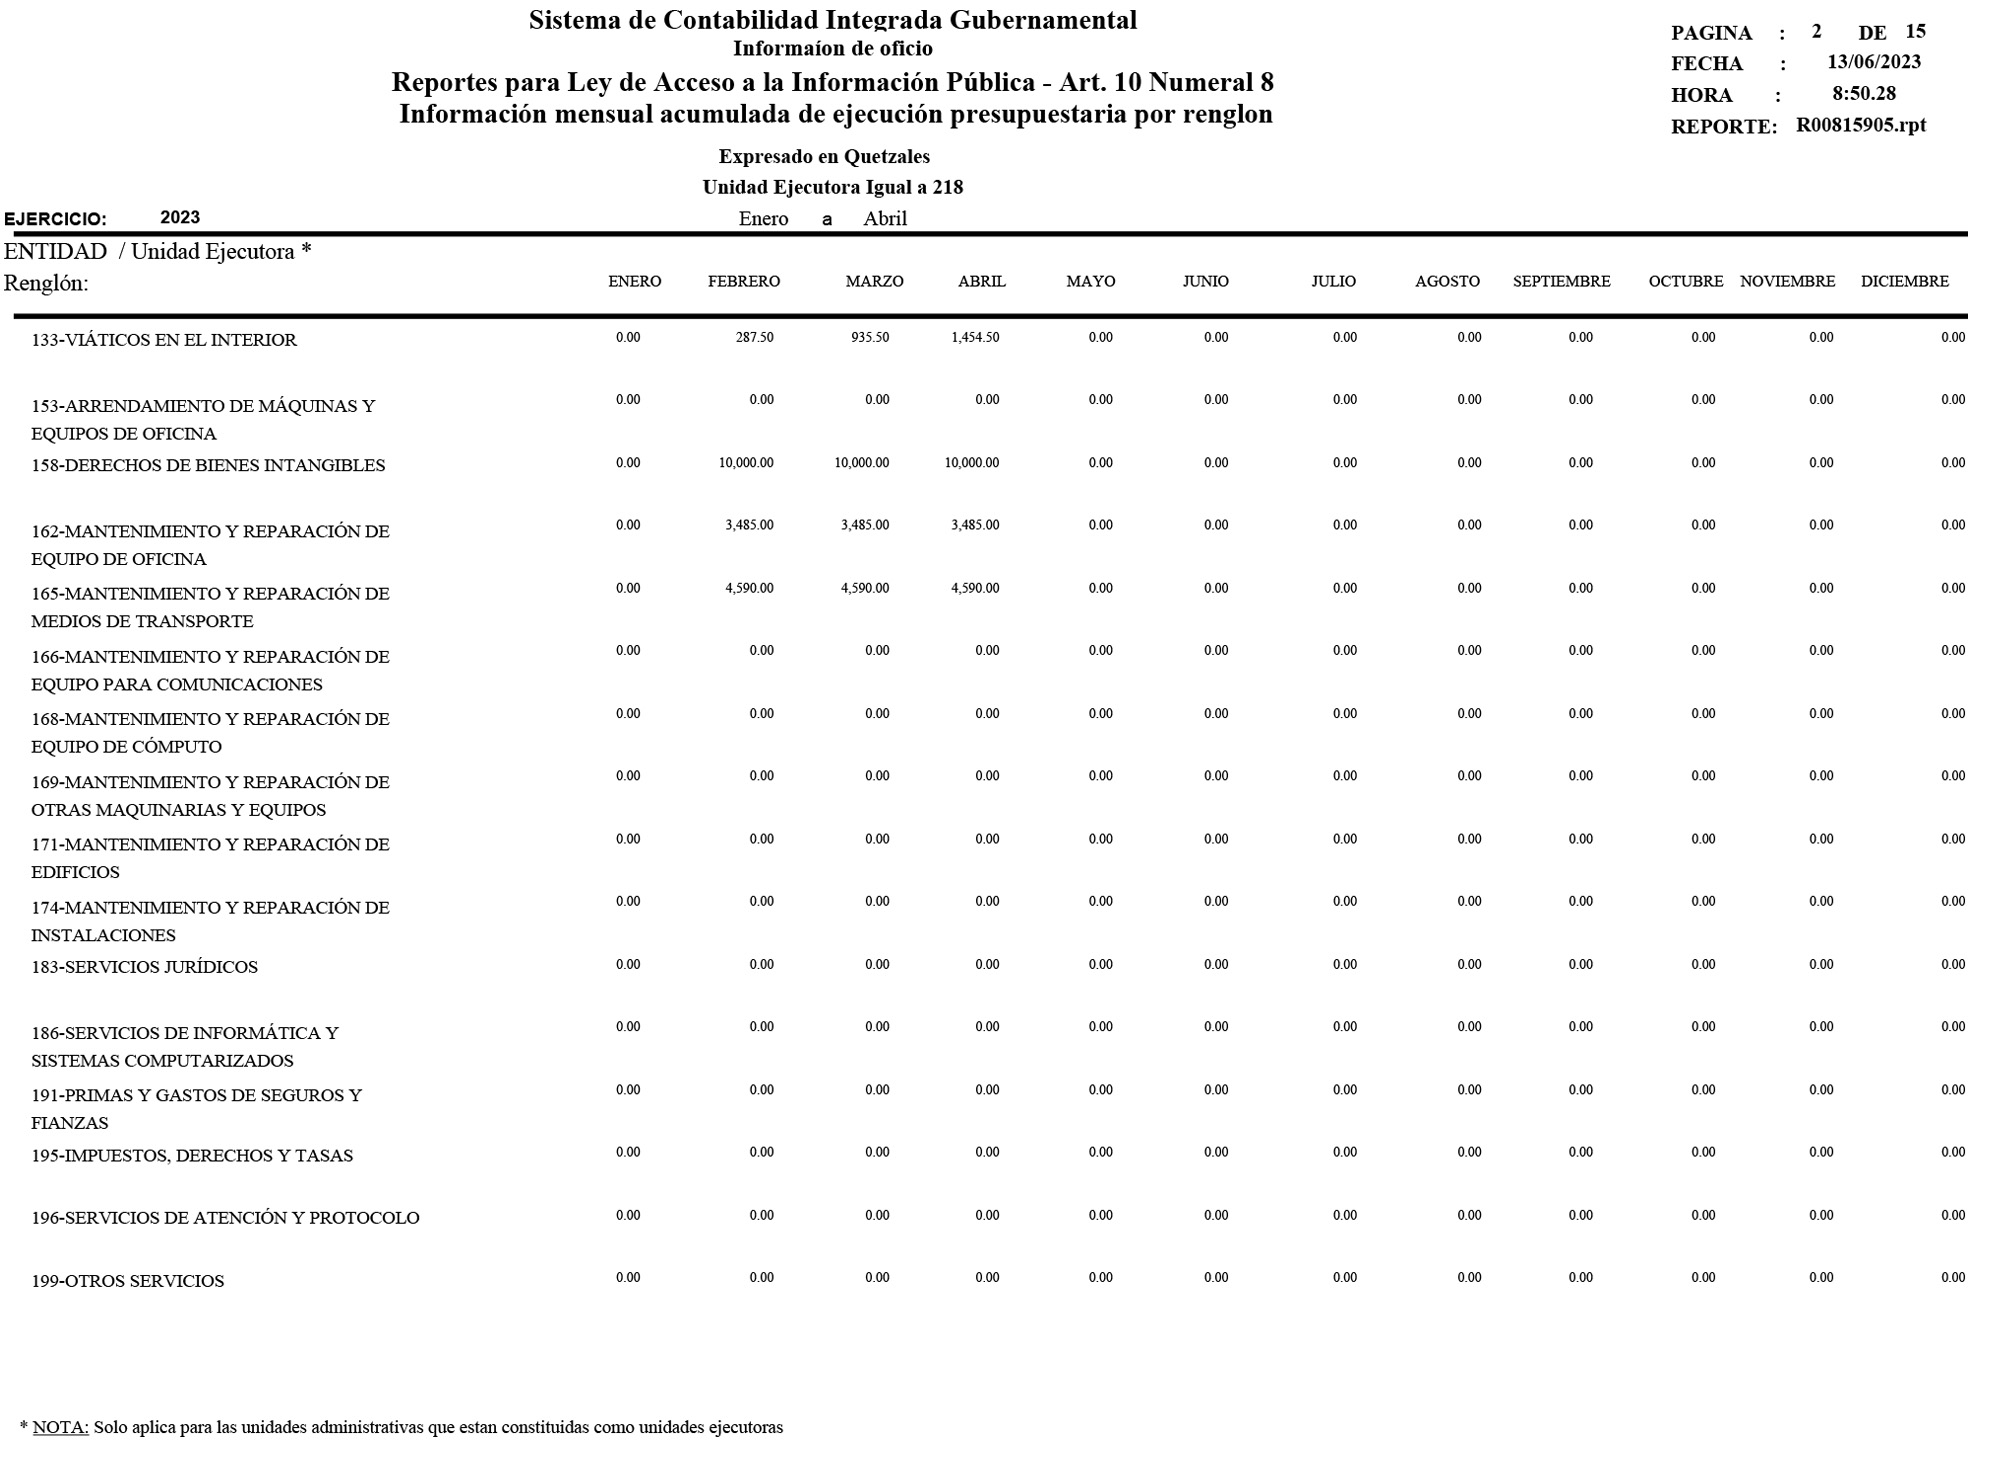 Sistema de Contabilidad Integrada Gubernamental
Informaíon de oficio
Reportes para Ley de Acceso a la Información Pública - Art. 10 Numeral 8
Información mensual acumulada de ejecución presupuestaria por renglon
PAGINA : 2 DE 15
FECHA : 13/06/2023
HORA : 8:50.28
REPORTE: R00815905.rpt
Expresado en Quetzales
Unidad Ejecutora Igual a 218
EJERCICIO: 2023 Enero a Abril
ENTIDAD / Unidad Ejecutora *
Renglón: ENERO FEBRERO MARZO ABRIL MAYO JUNIO JULIO AGOSTO SEPTIEMBRE OCTUBRE NOVIEMBRE DICIEMBRE
133-VIÁTICOS EN EL INTERIOR 0.00 287.50 935.50 1,454.50 0.00 0.00 0.00 0.00 0.00 0.00 0.00 0.00
153-ARRENDAMIENTO DE MÁQUINAS Y 0.00 0.00 0.00 0.00 0.00 0.00 0.00 0.00 0.00 0.00 0.00 0.00
EQUIPOS DE OFICINA
158-DERECHOS DE BIENES INTANGIBLES 0.00 10,000.00 10,000.00 10,000.00 0.00 0.00 0.00 0.00 0.00 0.00 0.00 0.00
162-MANTENIMIENTO Y REPARACIÓN DE 0.00 3,485.00 3,485.00 3,485.00 0.00 0.00 0.00 0.00 0.00 0.00 0.00 0.00
EQUIPO DE OFICINA
165-MANTENIMIENTO Y REPARACIÓN DE 0.00 4,590.00 4,590.00 4,590.00 0.00 0.00 0.00 0.00 0.00 0.00 0.00 0.00
MEDIOS DE TRANSPORTE
166-MANTENIMIENTO Y REPARACIÓN DE 0.00 0.00 0.00 0.00 0.00 0.00 0.00 0.00 0.00 0.00 0.00 0.00
EQUIPO PARA COMUNICACIONES
168-MANTENIMIENTO Y REPARACIÓN DE 0.00 0.00 0.00 0.00 0.00 0.00 0.00 0.00 0.00 0.00 0.00 0.00
EQUIPO DE CÓMPUTO
169-MANTENIMIENTO Y REPARACIÓN DE 0.00 0.00 0.00 0.00 0.00 0.00 0.00 0.00 0.00 0.00 0.00 0.00
OTRAS MAQUINARIAS Y EQUIPOS
171-MANTENIMIENTO Y REPARACIÓN DE 0.00 0.00 0.00 0.00 0.00 0.00 0.00 0.00 0.00 0.00 0.00 0.00
EDIFICIOS
174-MANTENIMIENTO Y REPARACIÓN DE 0.00 0.00 0.00 0.00 0.00 0.00 0.00 0.00 0.00 0.00 0.00 0.00
INSTALACIONES
183-SERVICIOS JURÍDICOS 0.00 0.00 0.00 0.00 0.00 0.00 0.00 0.00 0.00 0.00 0.00 0.00
186-SERVICIOS DE INFORMÁTICA Y 0.00 0.00 0.00 0.00 0.00 0.00 0.00 0.00 0.00 0.00 0.00 0.00
SISTEMAS COMPUTARIZADOS
191-PRIMAS Y GASTOS DE SEGUROS Y 0.00 0.00 0.00 0.00 0.00 0.00 0.00 0.00 0.00 0.00 0.00 0.00
FIANZAS
195-IMPUESTOS, DERECHOS Y TASAS 0.00 0.00 0.00 0.00 0.00 0.00 0.00 0.00 0.00 0.00 0.00 0.00
196-SERVICIOS DE ATENCIÓN Y PROTOCOLO 0.00 0.00 0.00 0.00 0.00 0.00 0.00 0.00 0.00 0.00 0.00 0.00
199-OTROS SERVICIOS 0.00 0.00 0.00 0.00 0.00 0.00 0.00 0.00 0.00 0.00 0.00 0.00
* NOTA: Solo aplica para las unidades administrativas que estan constituidas como unidades ejecutoras